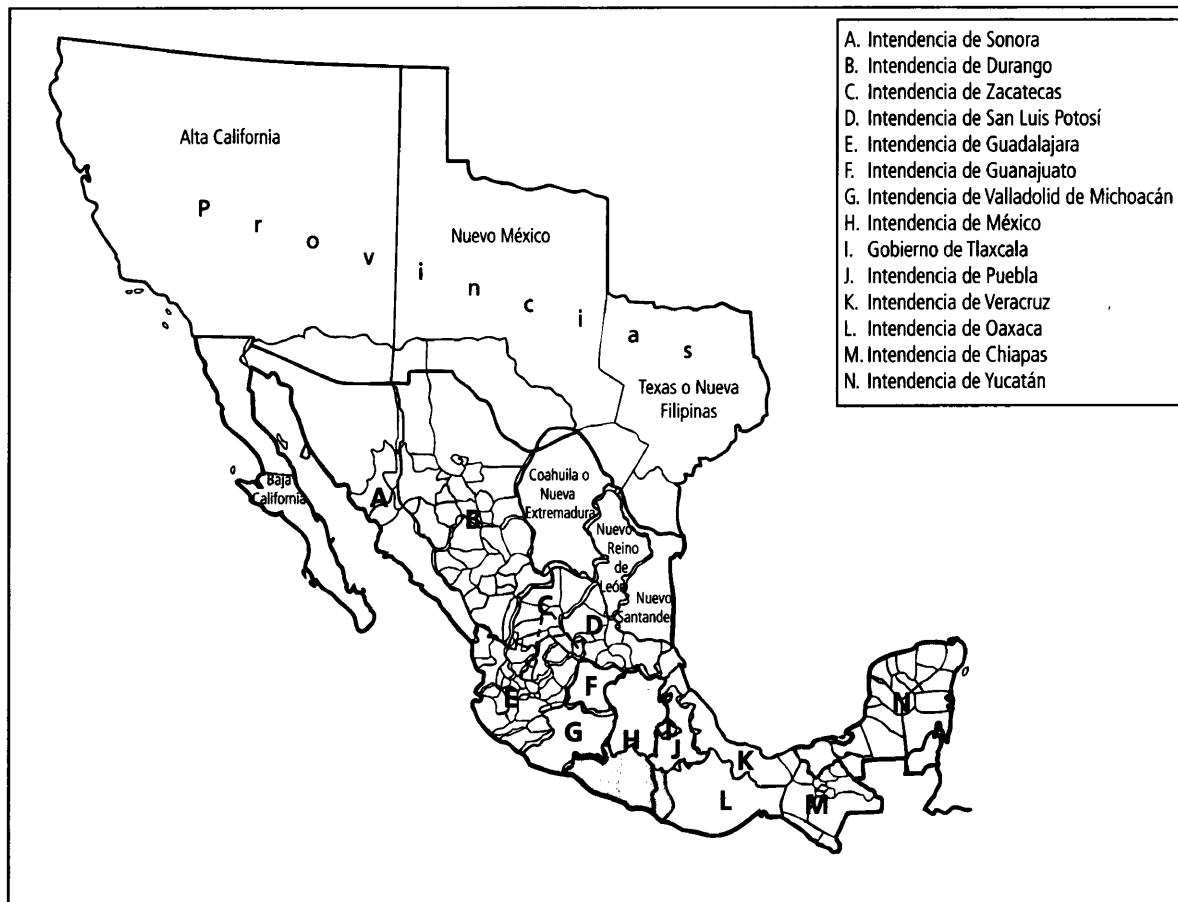 A. Intendencia de Sonora
B. Intendencia de Durango
C. Intendencia de Zacatecas
D. Intendencia de San Luis Potosí
E. Intendencia de Guadalajara
F. Intendencia de Guanajuato
G. Intendencia de Valladolid de Michoacán
H. Intendencia de México
I. Gobierno de Tlaxcala
J. Intendencia de Puebla
K. Intendencia de Veracruz
L. Intendencia de Oaxaca
M. Intendencia de Chiapas
N. Intendencia de Yucatán
Alta California
Provincias
Nuevo México
Texas o Nueva
Filipinas
Baja
California
Coahuila o
Nueva
Extremadura
Nuevo
Reino
de
León
Nuevo
Santander
A
B
C
D
E
F
G
H
I
J
K
L
M
N
A